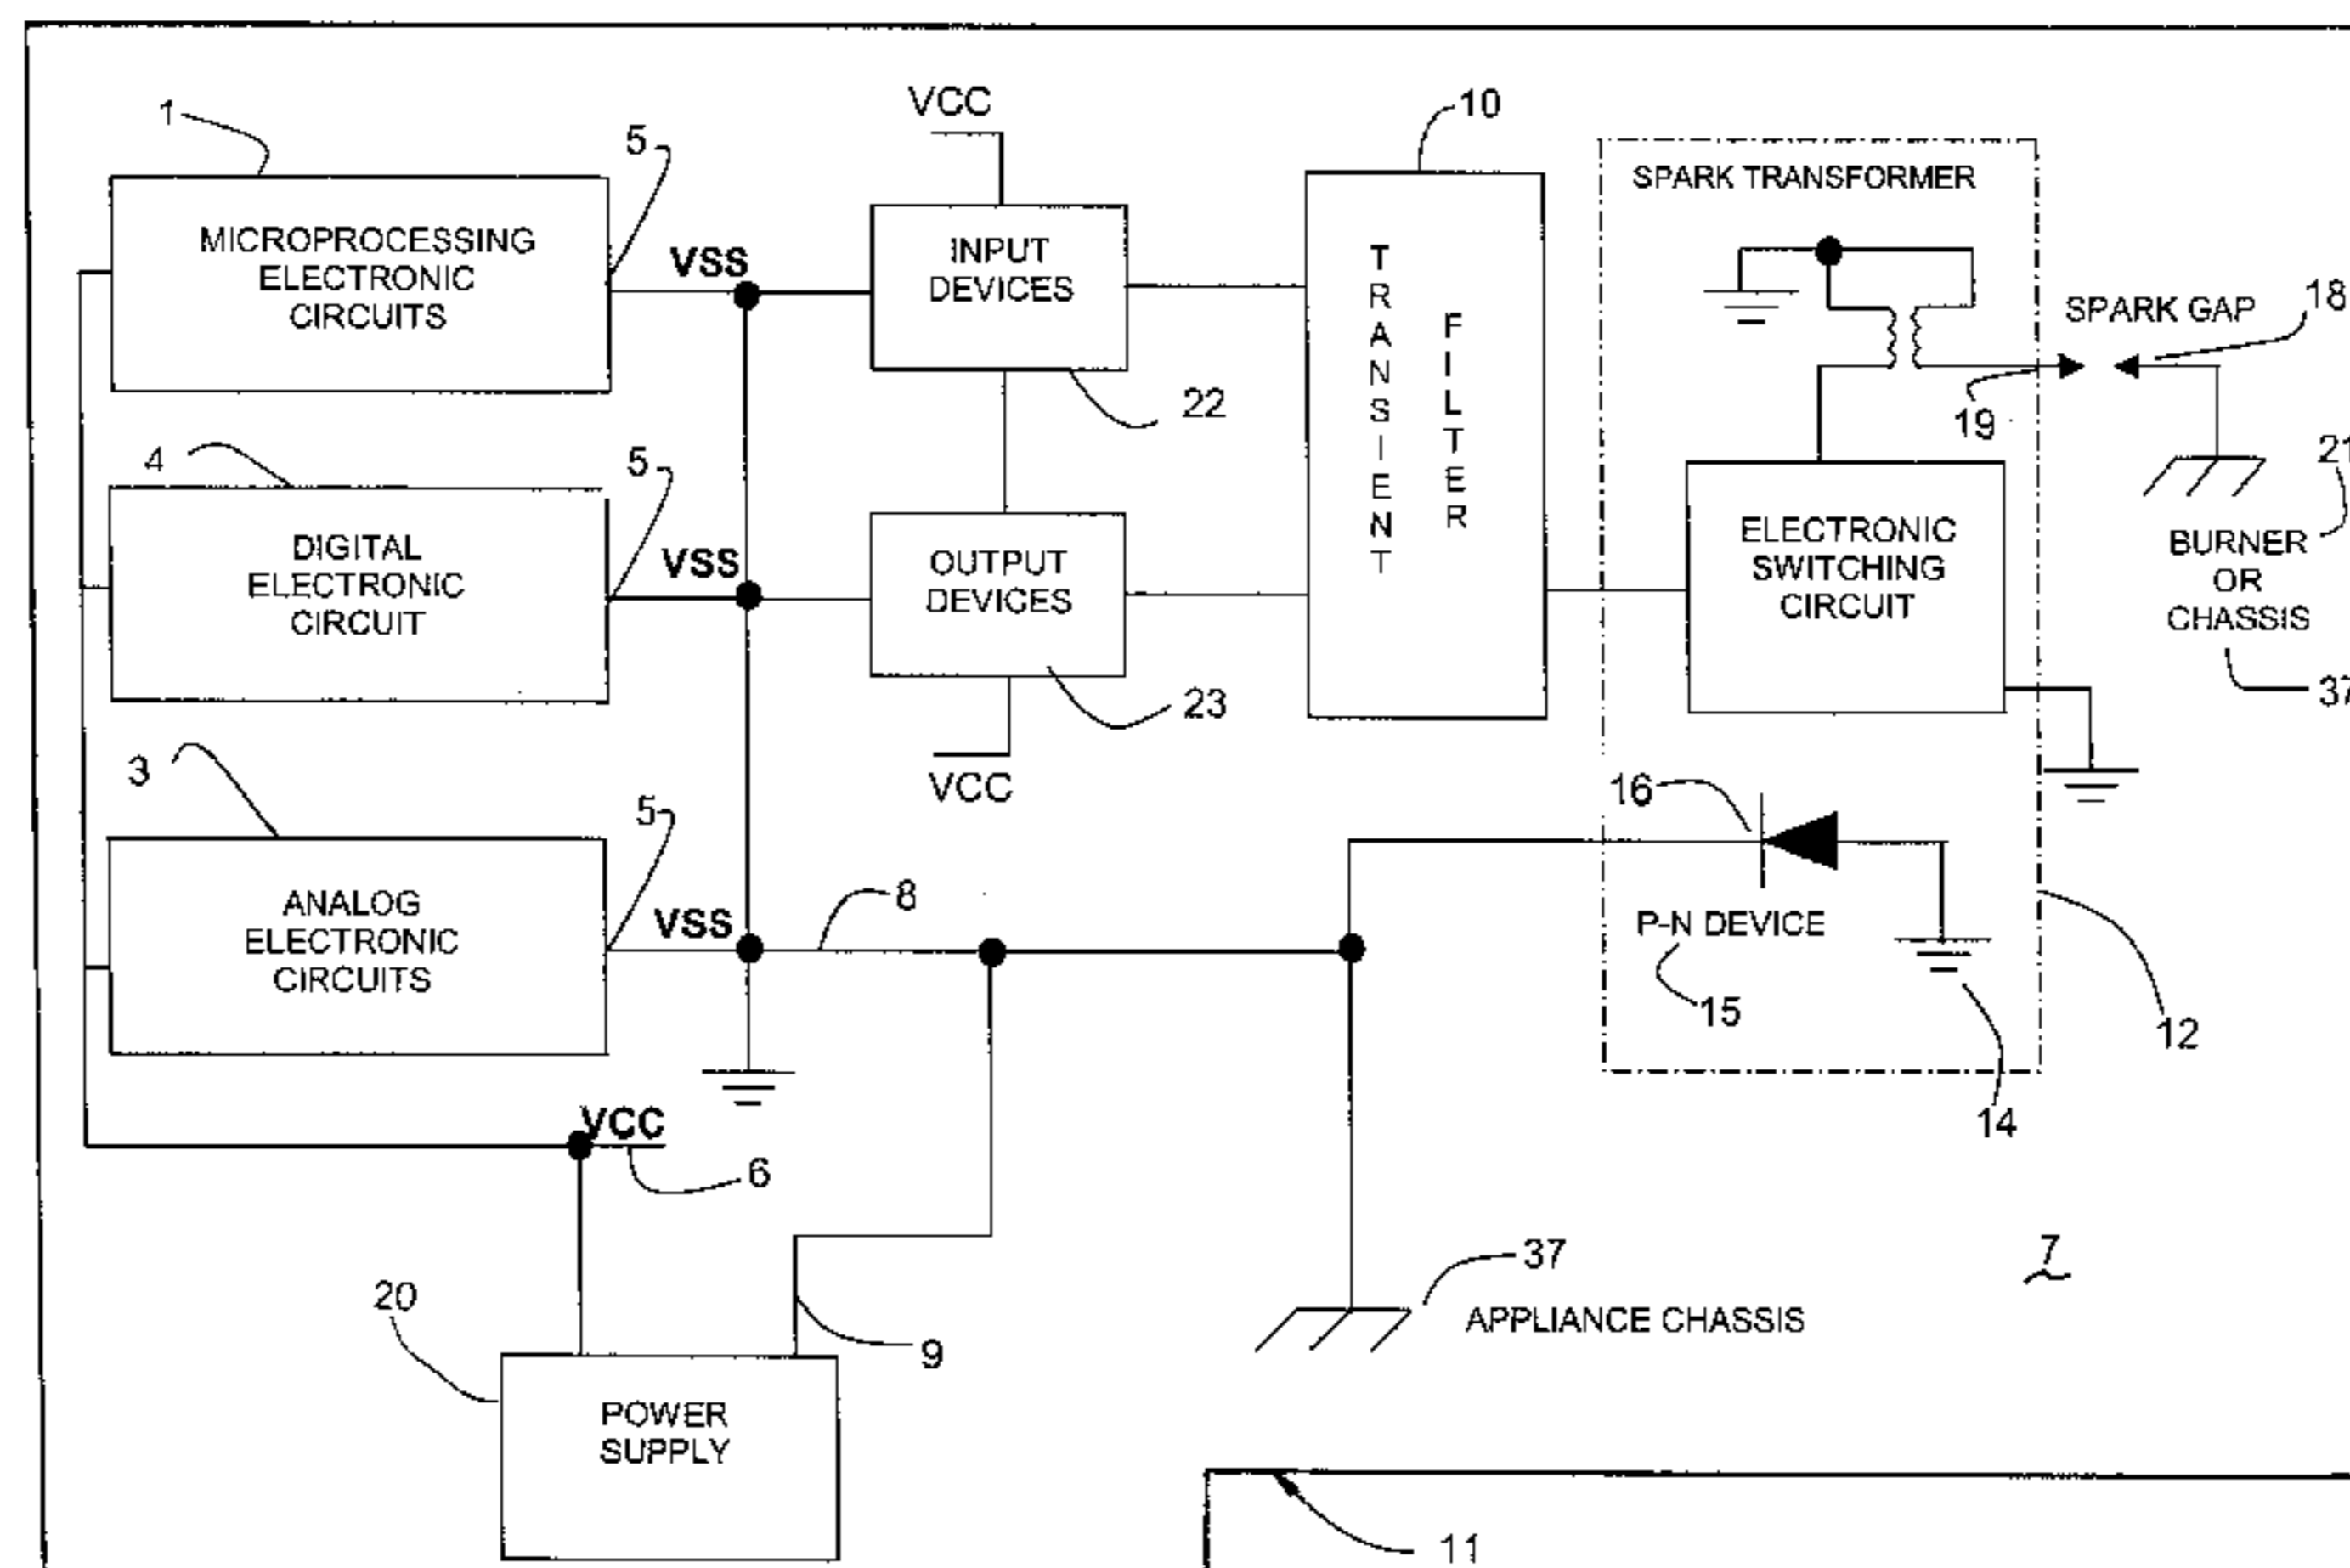 VCC
1
5
10
SPARK TRANSFORMER
MICROPROCESSING
ELECTRONIC
CIRCUITS
VSS
INPUT
DEVICES
TRANSIENT
FILTER
SPARK GAP
18
19
22
4
5
21
DIGITAL
ELECTRONIC
CIRCUIT
VSS
OUTPUT
DEVICES
ELECTRONIC
SWITCHING
CIRCUIT
BURNER
OR
CHASSIS
37
23
VCC
3
5
16
ANALOG
ELECTRONIC
CIRCUITS
VSS
8
P-N DEVICE
15
12
14
VCC
6
37
APPLIANCE CHASSIS
7
20
9
POWER
SUPPLY
11